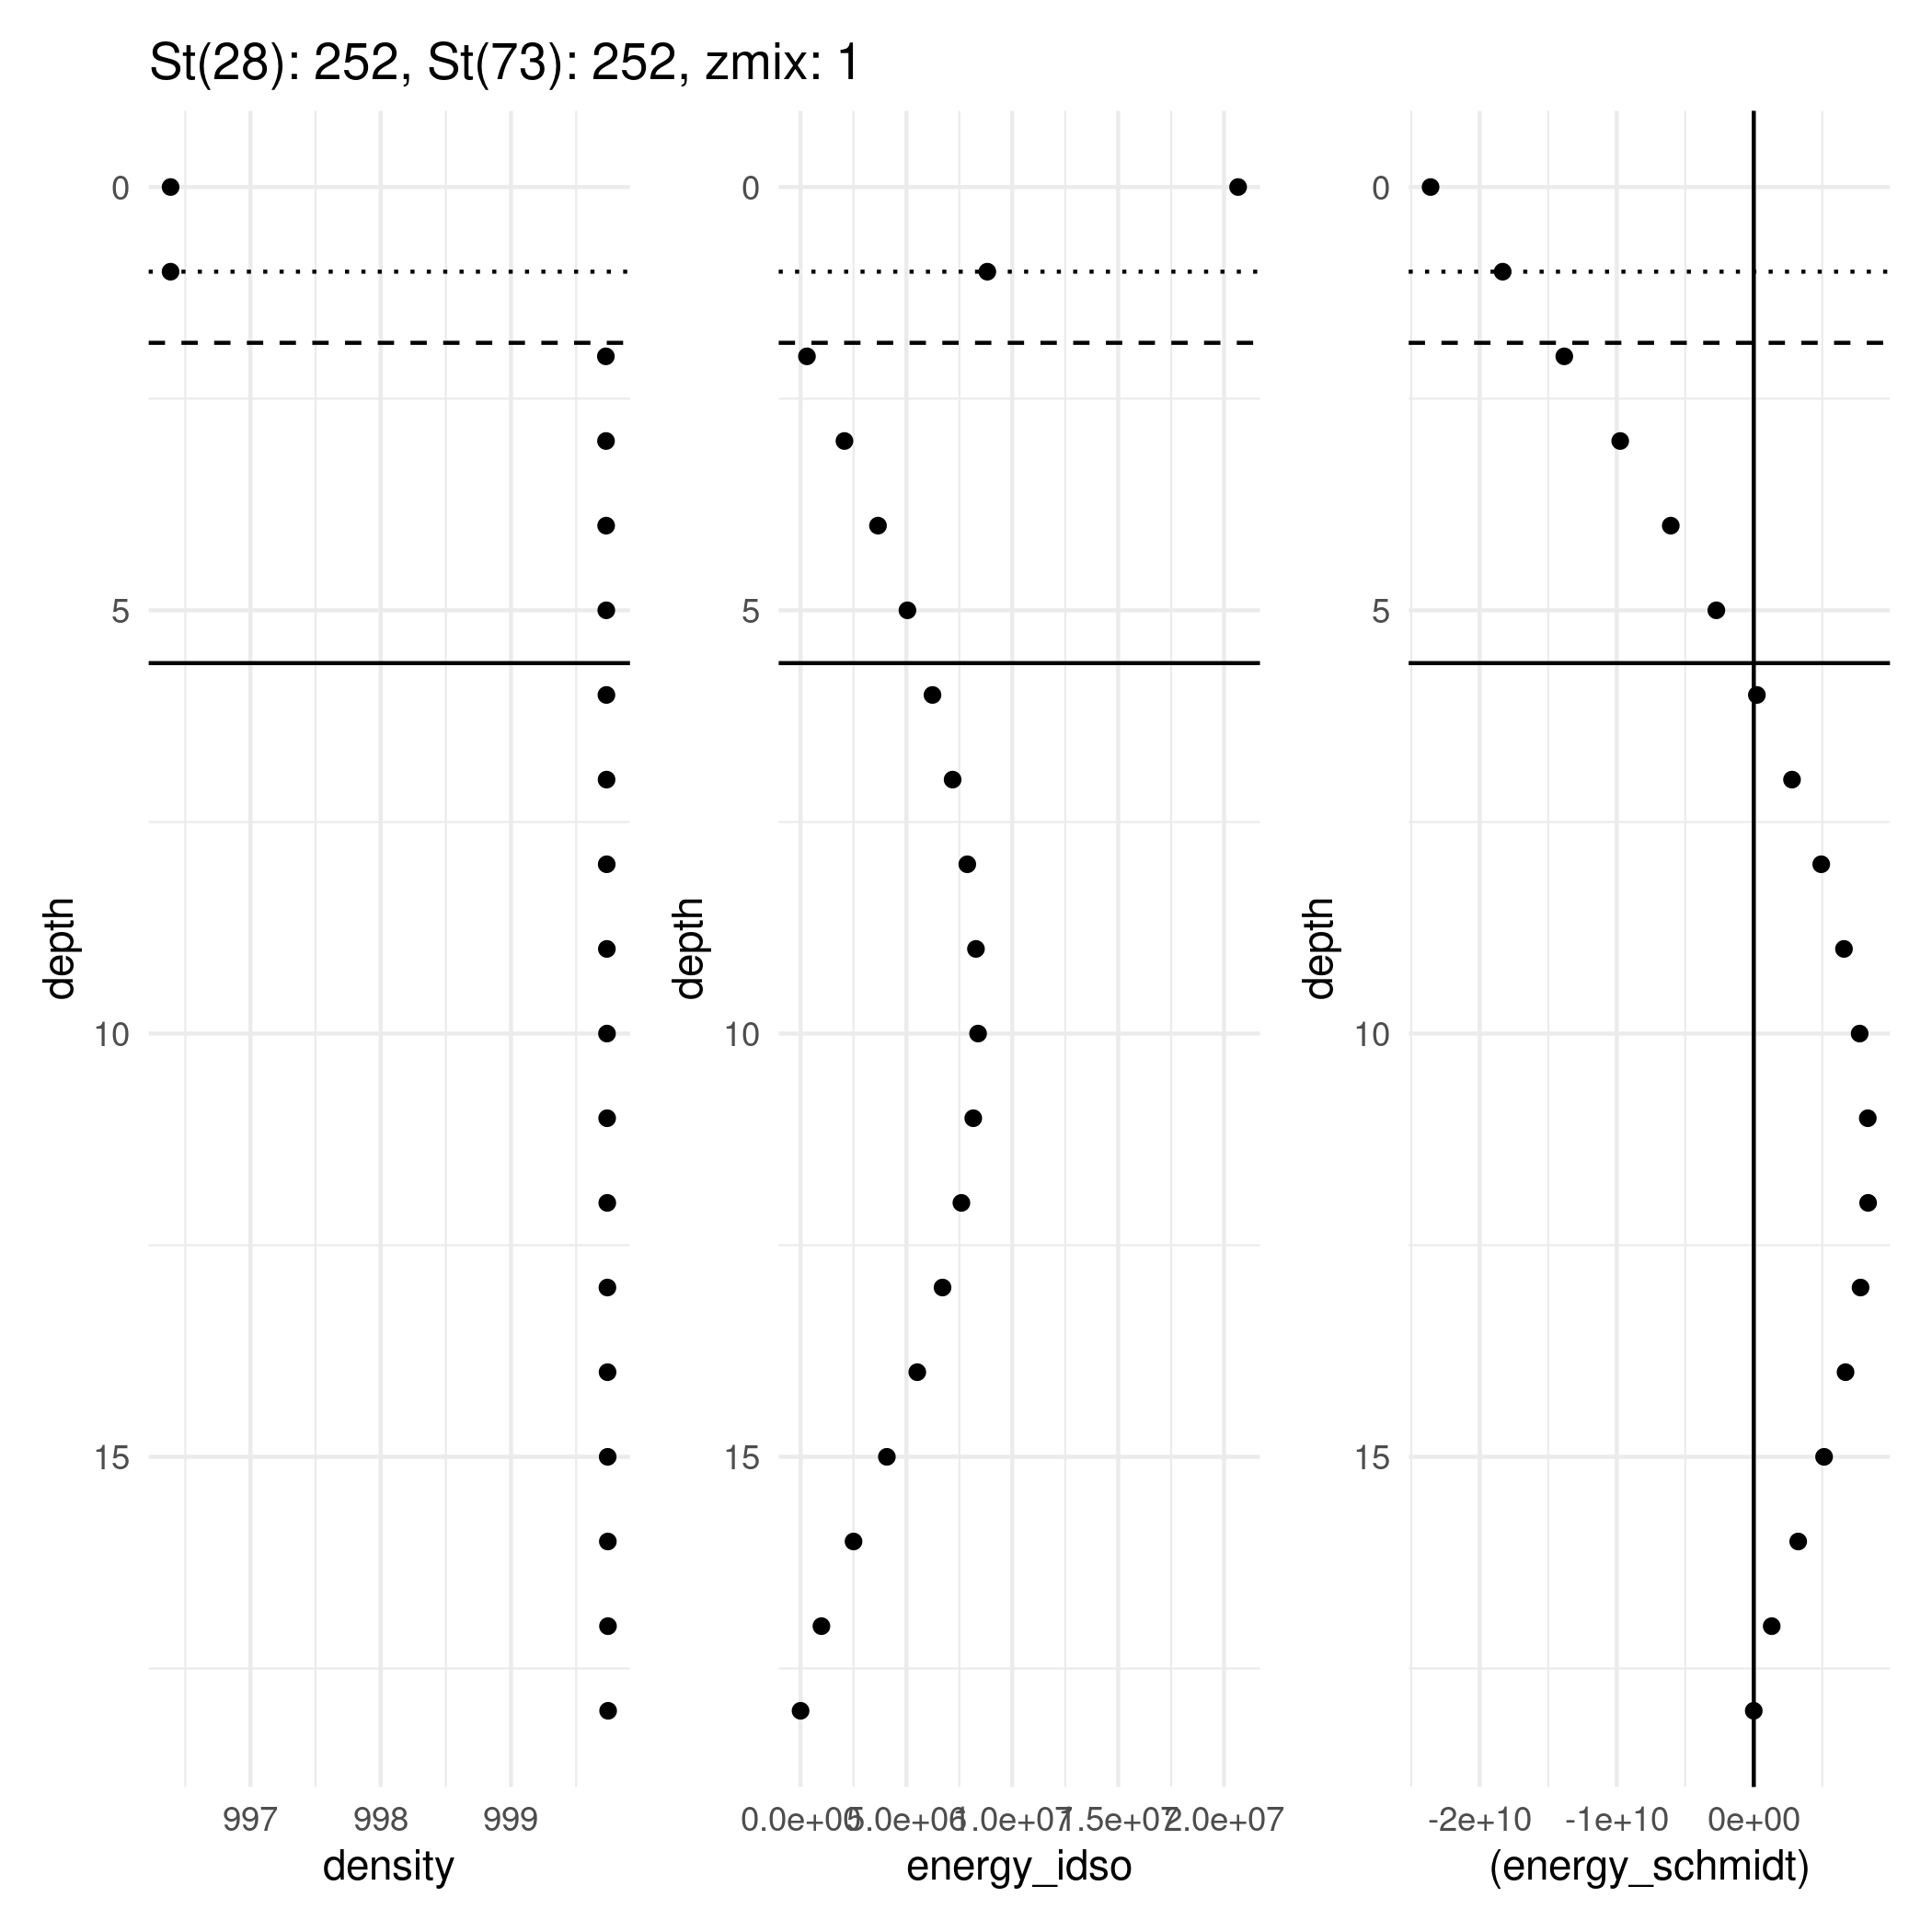 St(28): 252, St(73): 252, zmix: 1
0
5
10
15
depth
997 998 999
density
0
5
10
15
depth
0.0e+00 5.0e+06 1.0e+07 1.5e+07 2.0e+07
energy_idso
0
5
10
15
depth
-2e+10 -1e+10 0e+00
(energy_schmidt)